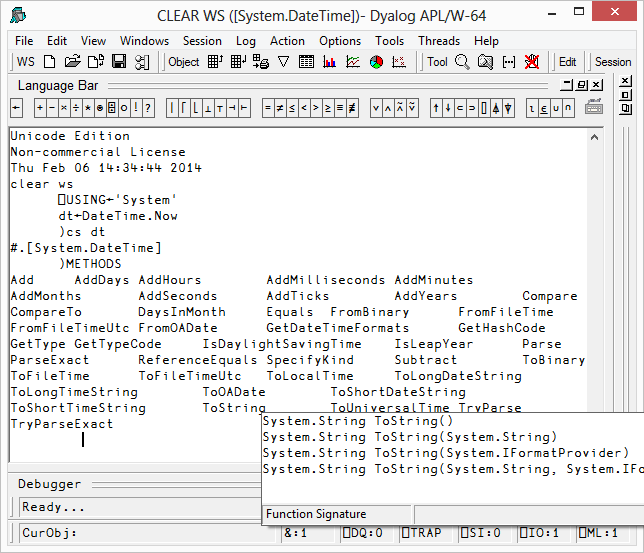 CLEAR WS ([System.DateTime])- Dyalog APL/W-64
File Edit View Windows Session Log Action Options Tools Threads Help
WS Object Tool Edit Session
Language Bar
← + - × ÷ * ⍟ ⌹ ○ ! ? | ⌈ ⌊ ⊥ ⊤ ⊣ ⊢ = ≠ ≤ < > ≥ ≡ ≢ ∨ ∧ ⍲ ⍱ ↑ ↓ ⊂ ⊃ ⌷ ⍋ ⍒ ⍳ ⍷ ∪ ∩
Unicode Edition
Non-commercial License
Thu Feb 06 14:34:44 2014
clear ws
⎕USING←'System'
dt←DateTime.Now
)cs dt
#.[System.DateTime]
)METHODS
Add AddDays AddHours AddMilliseconds AddMinutes
AddMonths AddSeconds AddTicks AddYears Compare
CompareTo DaysInMonth Equals FromBinary FromFileTime
FromFileTimeUtc FromOADate GetDateTimeFormats GetHashCode
GetType GetTypeCode IsDaylightSavingTime IsLeapYear Parse
ParseExact ReferenceEquals SpecifyKind Subtract ToBinary
ToFileTime ToFileTimeUtc ToLocalTime ToLongDateString
ToLongTimeString ToOADate ToShortDateString
ToShortTimeString ToString ToUniversalTime TryParse
TryParseExact
System.String ToString()
System.String ToString(System.String)
System.String ToString(System.IFormatProvider)
System.String ToString(System.String, System.IFo
Function Signature
Debugger
Ready...
CurObj: &:1 ⎕DQ:0 ⎕TRAP ⎕SI:0 ⎕IO:1 ⎕ML:1